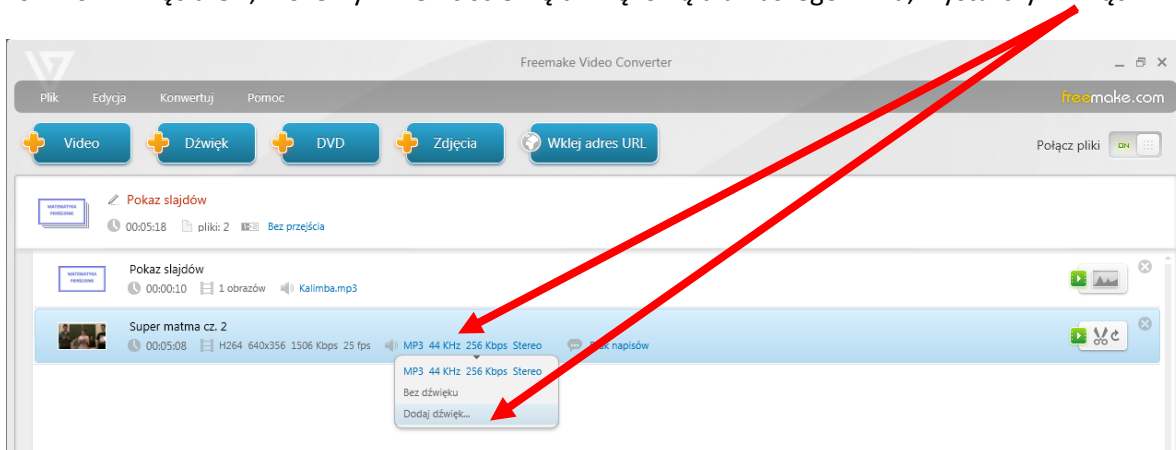 Freemake Video Converter
Plik Edycja Konwertuj Pomoc
freemake.com
Video Dźwięk DVD Zdjęcia Wklej adres URL
Połącz pliki ON
MATEMATYKA
Pokaz slajdów
00:05:18 pliki: 2 Bez przejścia
MATEMATYKA
Pokaz slajdów
00:00:10 1 obrazów Kalimba.mp3
Super matma cz. 2
00:05:08 H264 640x356 1506 Kbps 25 fps MP3 44 KHz 256 Kbps Stereo napisów
MP3 44 KHz 256 Kbps Stereo
Bez dźwięku
Dodaj dźwięk...